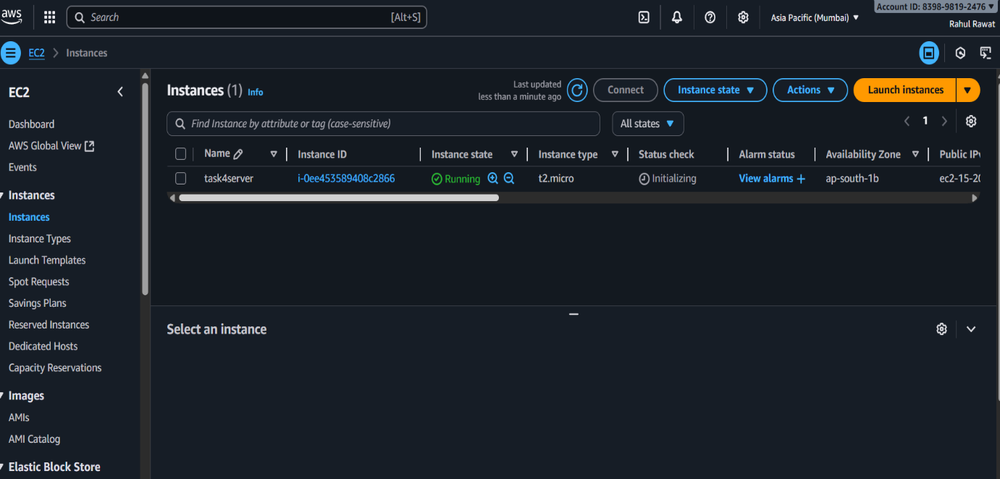 aws
Search [Alt+S]
Asia Pacific (Mumbai)
Account ID: 8398-9819-2476
Rahul Rawat
EC2 Instances
EC2
Dashboard
AWS Global View
Events
Instances
Instances
Instance Types
Launch Templates
Spot Requests
Savings Plans
Reserved Instances
Dedicated Hosts
Capacity Reservations
Images
AMIs
AMI Catalog
Elastic Block Store
Instances (1) Info
Last updated
less than a minute ago
Connect
Instance state
Actions
Launch instances
Find Instance by attribute or tag (case-sensitive)
All states
1
Name Instance ID Instance state Instance type Status check Alarm status Availability Zone Public IPv
task4server i-0ee453589408c2866 Running t2.micro Initializing View alarms + ap-south-1b ec2-15-20
Select an instance